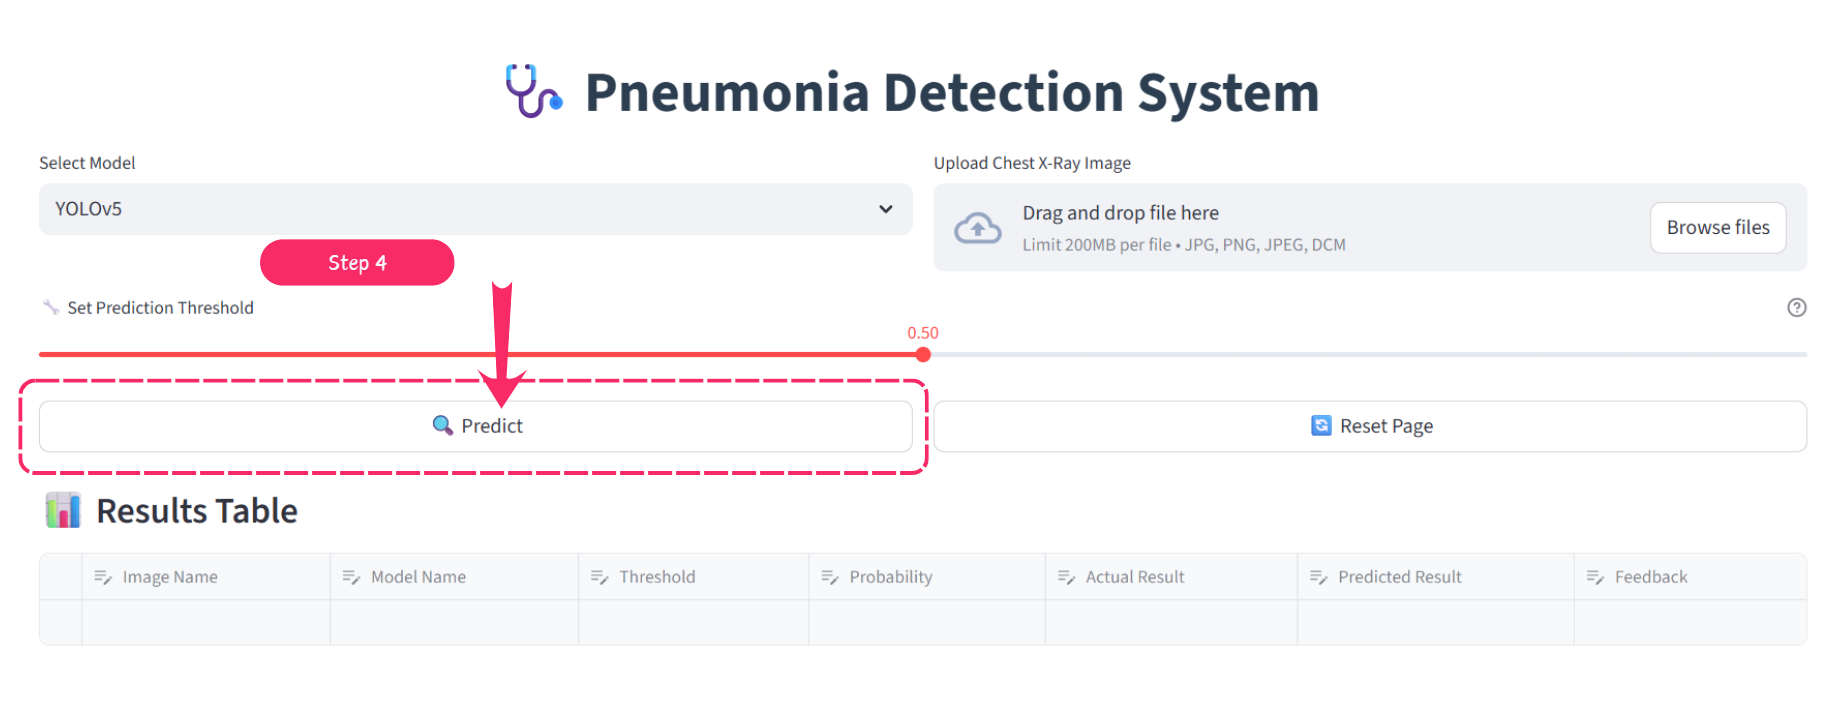 Pneumonia Detection System
Select Model
YOLOv5
Upload Chest X-Ray Image
Drag and drop file here
Limit 200MB per file • JPG, PNG, JPEG, DCM
Browse files
Step 4
Set Prediction Threshold
0.50
Predict
Reset Page
Results Table
Image Name Model Name Threshold Probability Actual Result Predicted Result Feedback